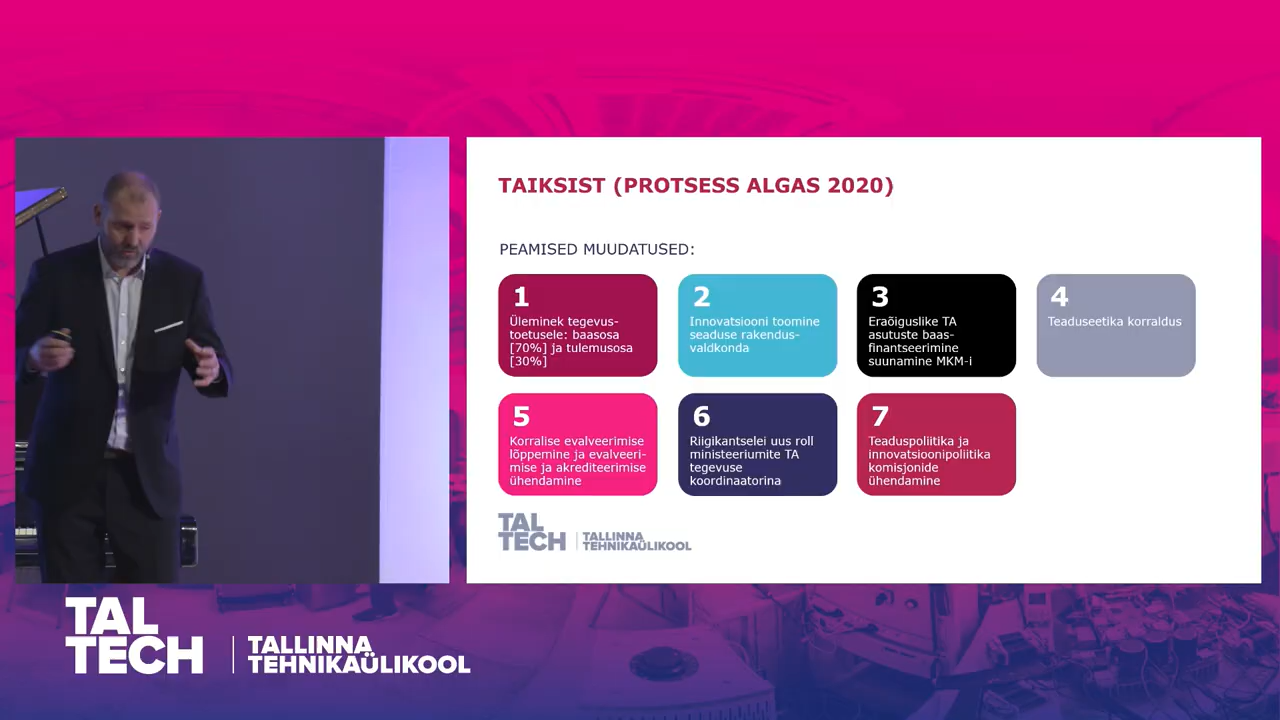 TAIKSIST (PROTSESS ALGAS 2020)
PEAMISED MUUDATUSED:
1
Üleminek tegevus-
toetusele: baasosa
[70%] ja tulemusosa
[30%]
2
Innovatsiooni toomine
seaduse rakendus-
valdkonda
3
Eraõiguslike TA
asutuste baas-
finantseerimine
suunamine MKM-i
4
Teaduseetika korraldus
5
Korralise evalveerimise
lõppemine ja evalveeri-
mise ja akrediteerimise
ühendamine
6
Riigikantselei uus roll
ministeeriumite TA
tegevuse
koordinaatorina
7
Teaduspoliitika ja
innovatsioonipoliitika
komisjonide
ühendamine
TAL
TECH
TALLINNA
TEHNIKAÜLIKOOL
TAL
TECH
TALLINNA
TEHNIKAÜLIKOOL